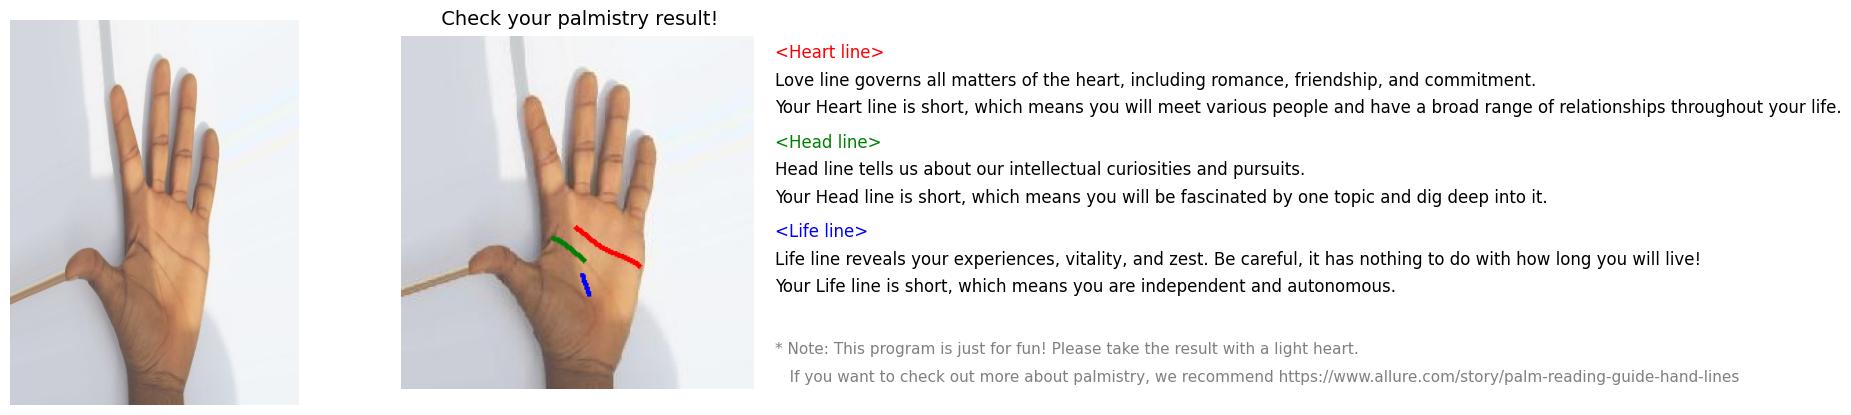 Check your palmistry result!
<Heart line>
Love line governs all matters of the heart, including romance, friendship, and commitment.
Your Heart line is short, which means you will meet various people and have a broad range of relationships throughout your life.
<Head line>
Head line tells us about our intellectual curiosities and pursuits.
Your Head line is short, which means you will be fascinated by one topic and dig deep into it.
<Life line>
Life line reveals your experiences, vitality, and zest. Be careful, it has nothing to do with how long you will live!
Your Life line is short, which means you are independent and autonomous.
* Note: This program is just for fun! Please take the result with a light heart.
If you want to check out more about palmistry, we recommend https://www.allure.com/story/palm-reading-guide-hand-lines